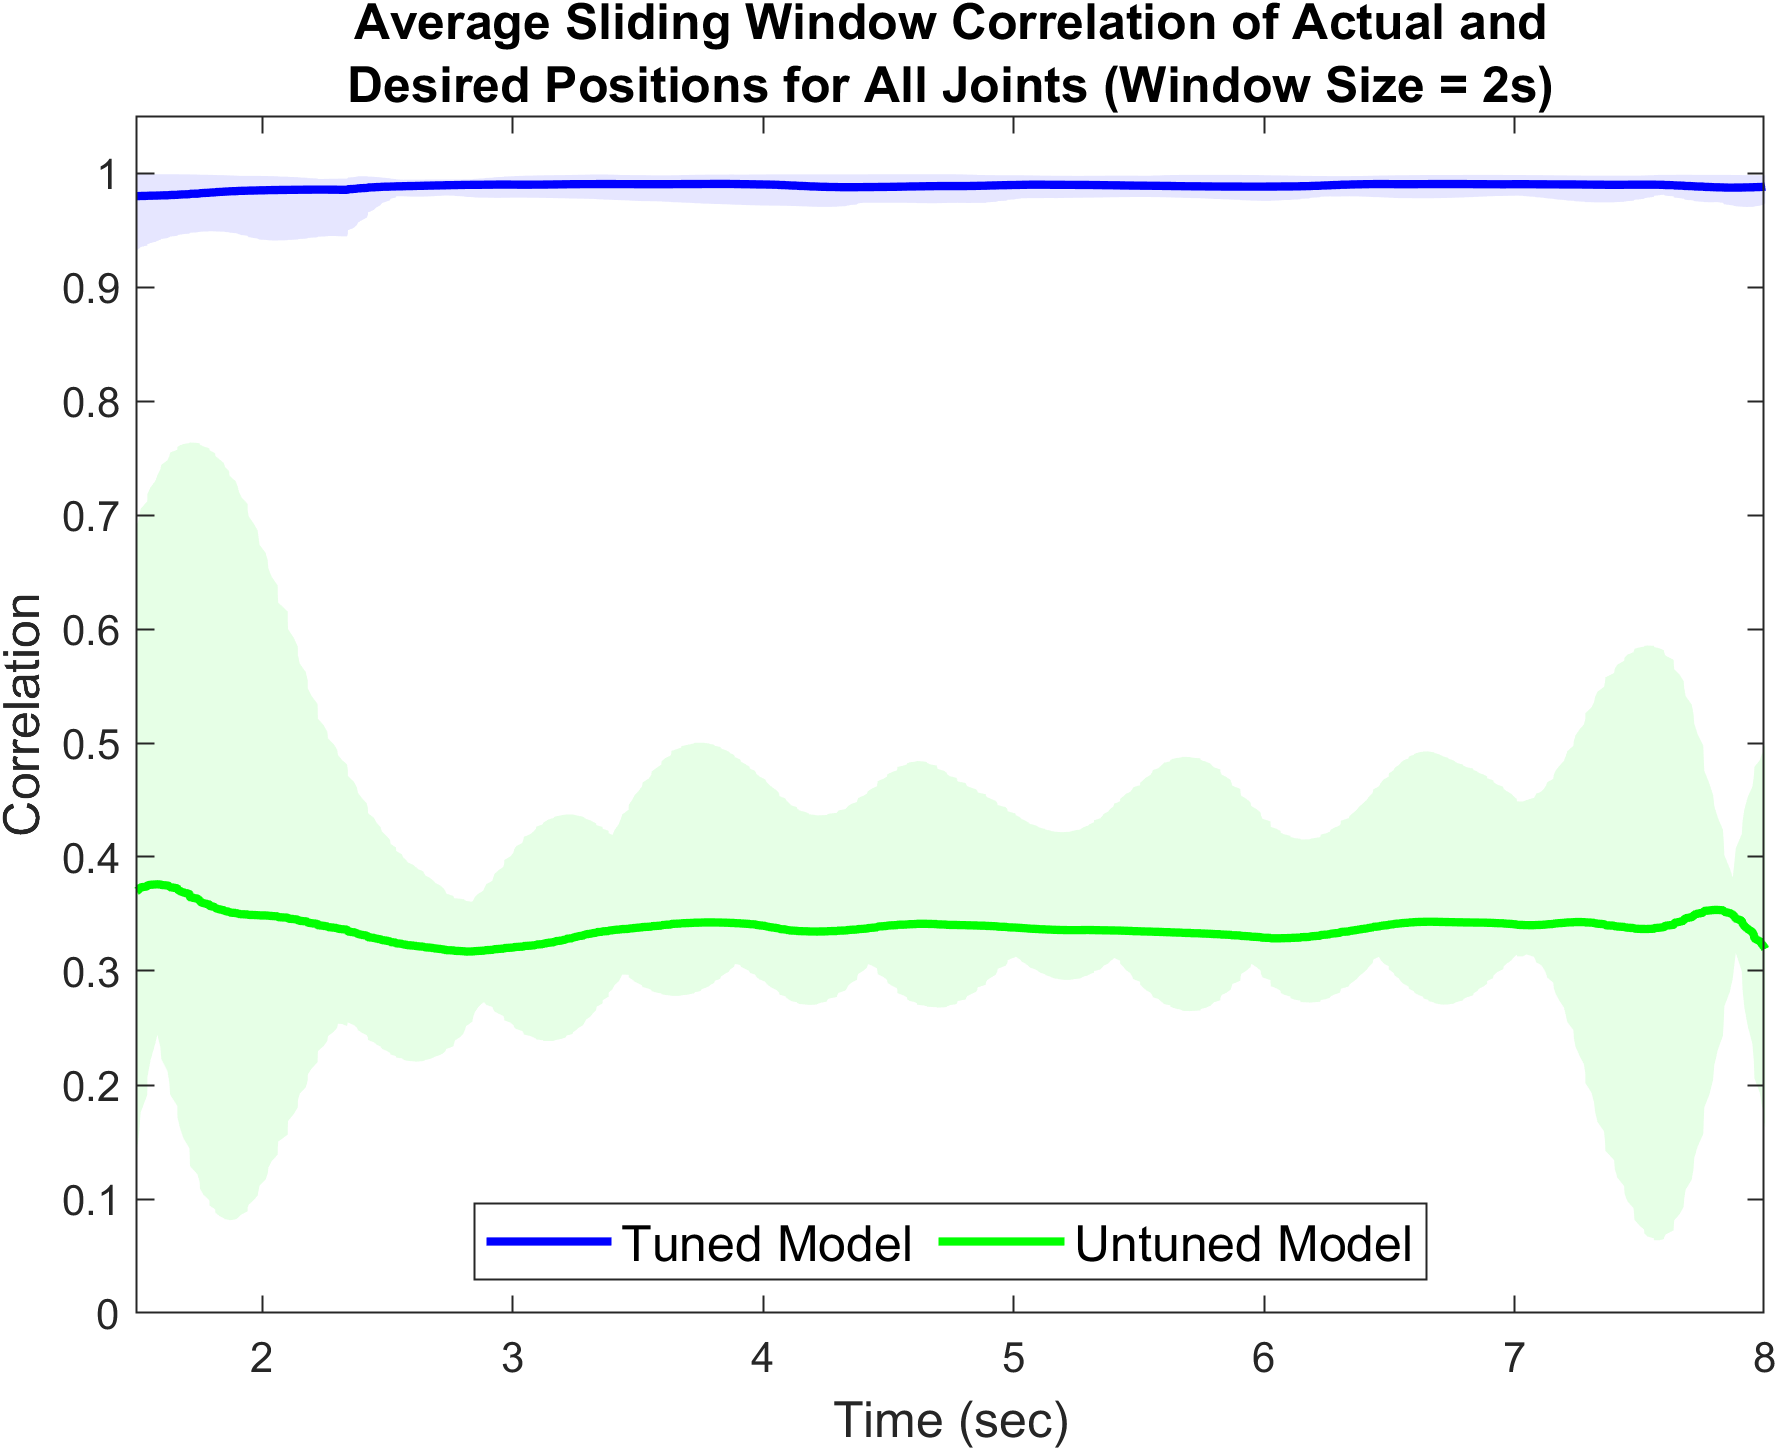 Average Sliding Window Correlation of Actual and
Desired Positions for All Joints (Window Size = 2s)
Correlation
1
0.9
0.8
0.7
0.6
0.5
0.4
0.3
0.2
0.1
0
Tuned Model
Untuned Model
2 3 4 5 6 7 8
Time (sec)